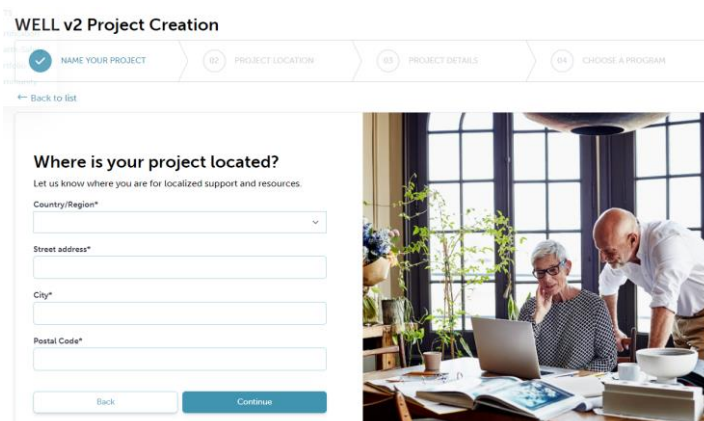 WELL v2 Project Creation
NAME YOUR PROJECT
02 PROJECT LOCATION
03 PROJECT DETAILS
04 CHOOSE A PROGRAM
← Back to list
Where is your project located?
Let us know where you are for localized support and resources.
Country/Region*
Street address*
City*
Postal Code*
Back
Continue